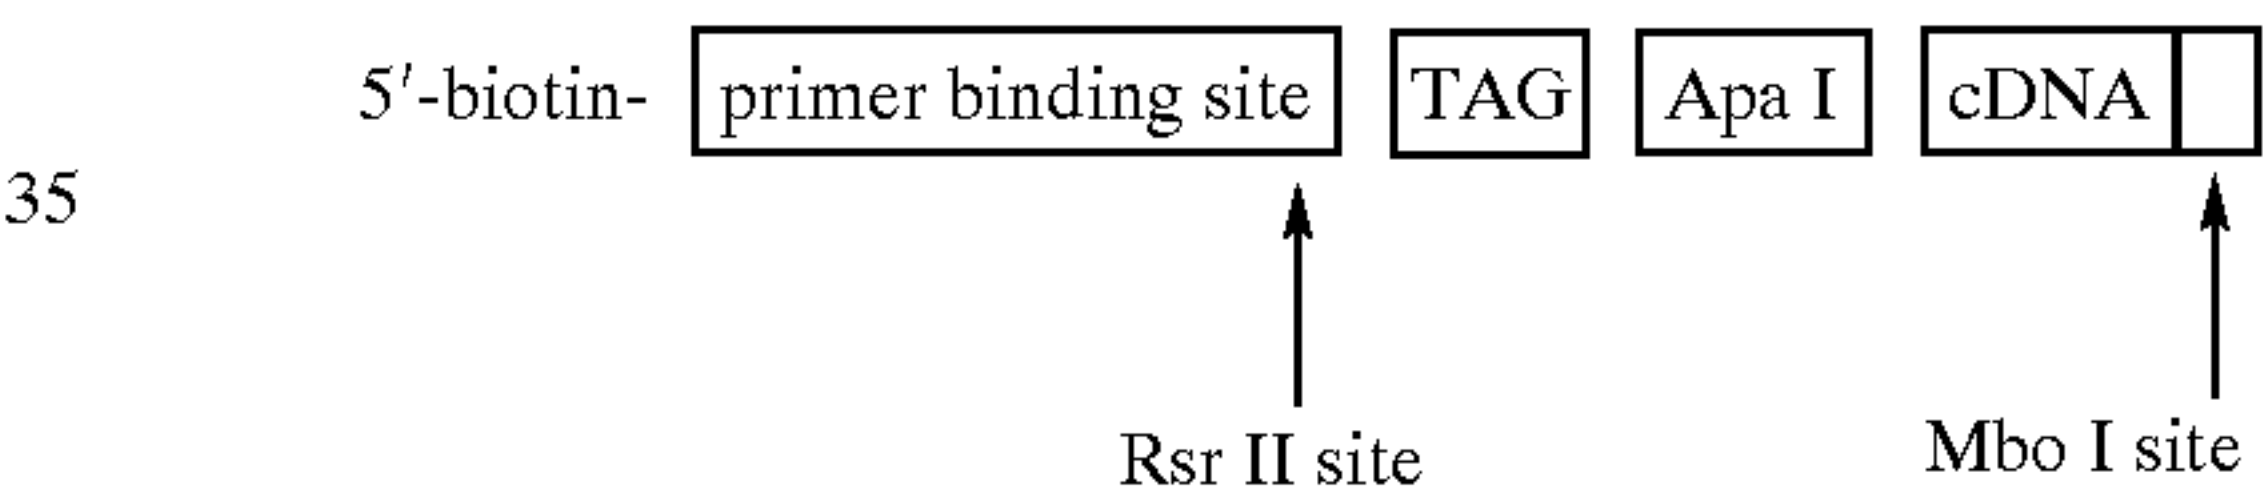 5′-biotin- primer binding site TAG Apa I cDNA
35
Rsr II site Mbo I site